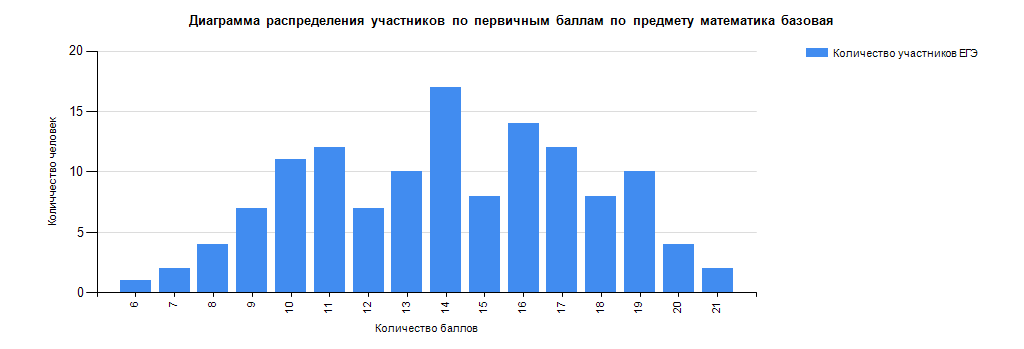 Диаграмма распределения участников по первичным баллам по предмету математика базовая
Количество участников ЕГЭ
20
15
10
5
0
Количчество человек
6 7 8 9 10 11 12 13 14 15 16 17 18 19 20 21
Количество баллов